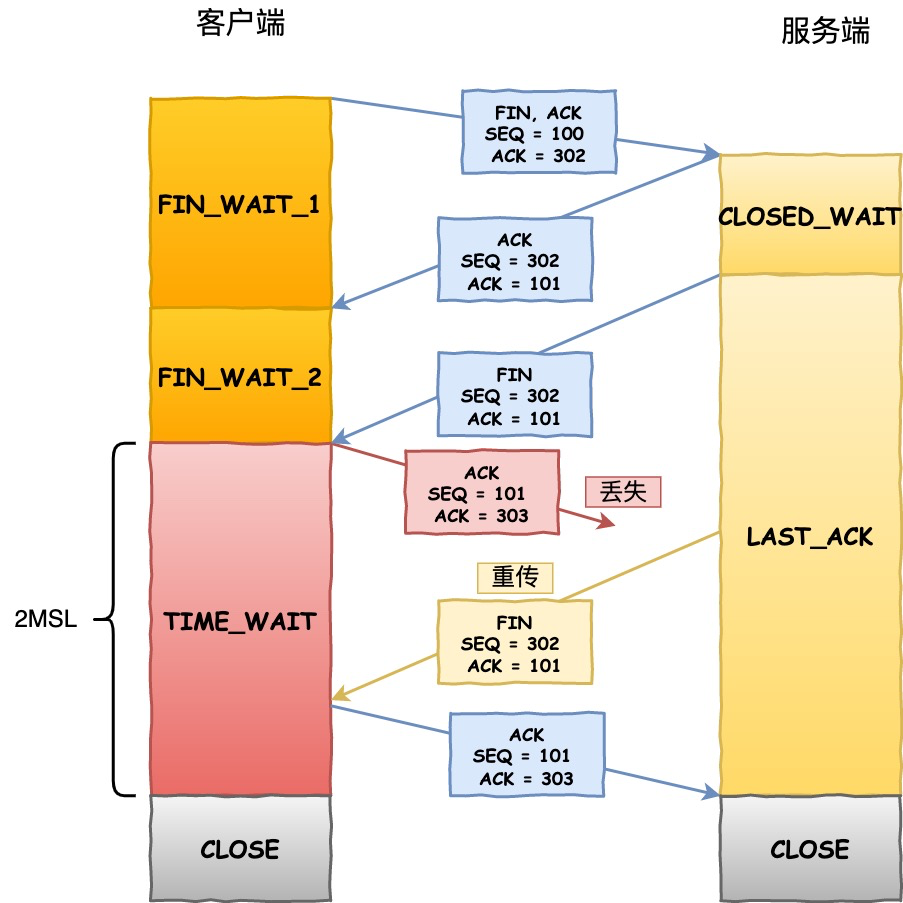 客户端
服务端
FIN, ACK
SEQ = 100
ACK = 302
FIN_WAIT_1
CLOSED_WAIT
ACK
SEQ = 302
ACK = 101
FIN_WAIT_2
FIN
SEQ = 302
ACK = 101
ACK
SEQ = 101
ACK = 303
丢失
LAST_ACK
重传
2MSL
TIME_WAIT
FIN
SEQ = 302
ACK = 101
ACK
SEQ = 101
ACK = 303
CLOSE
CLOSE